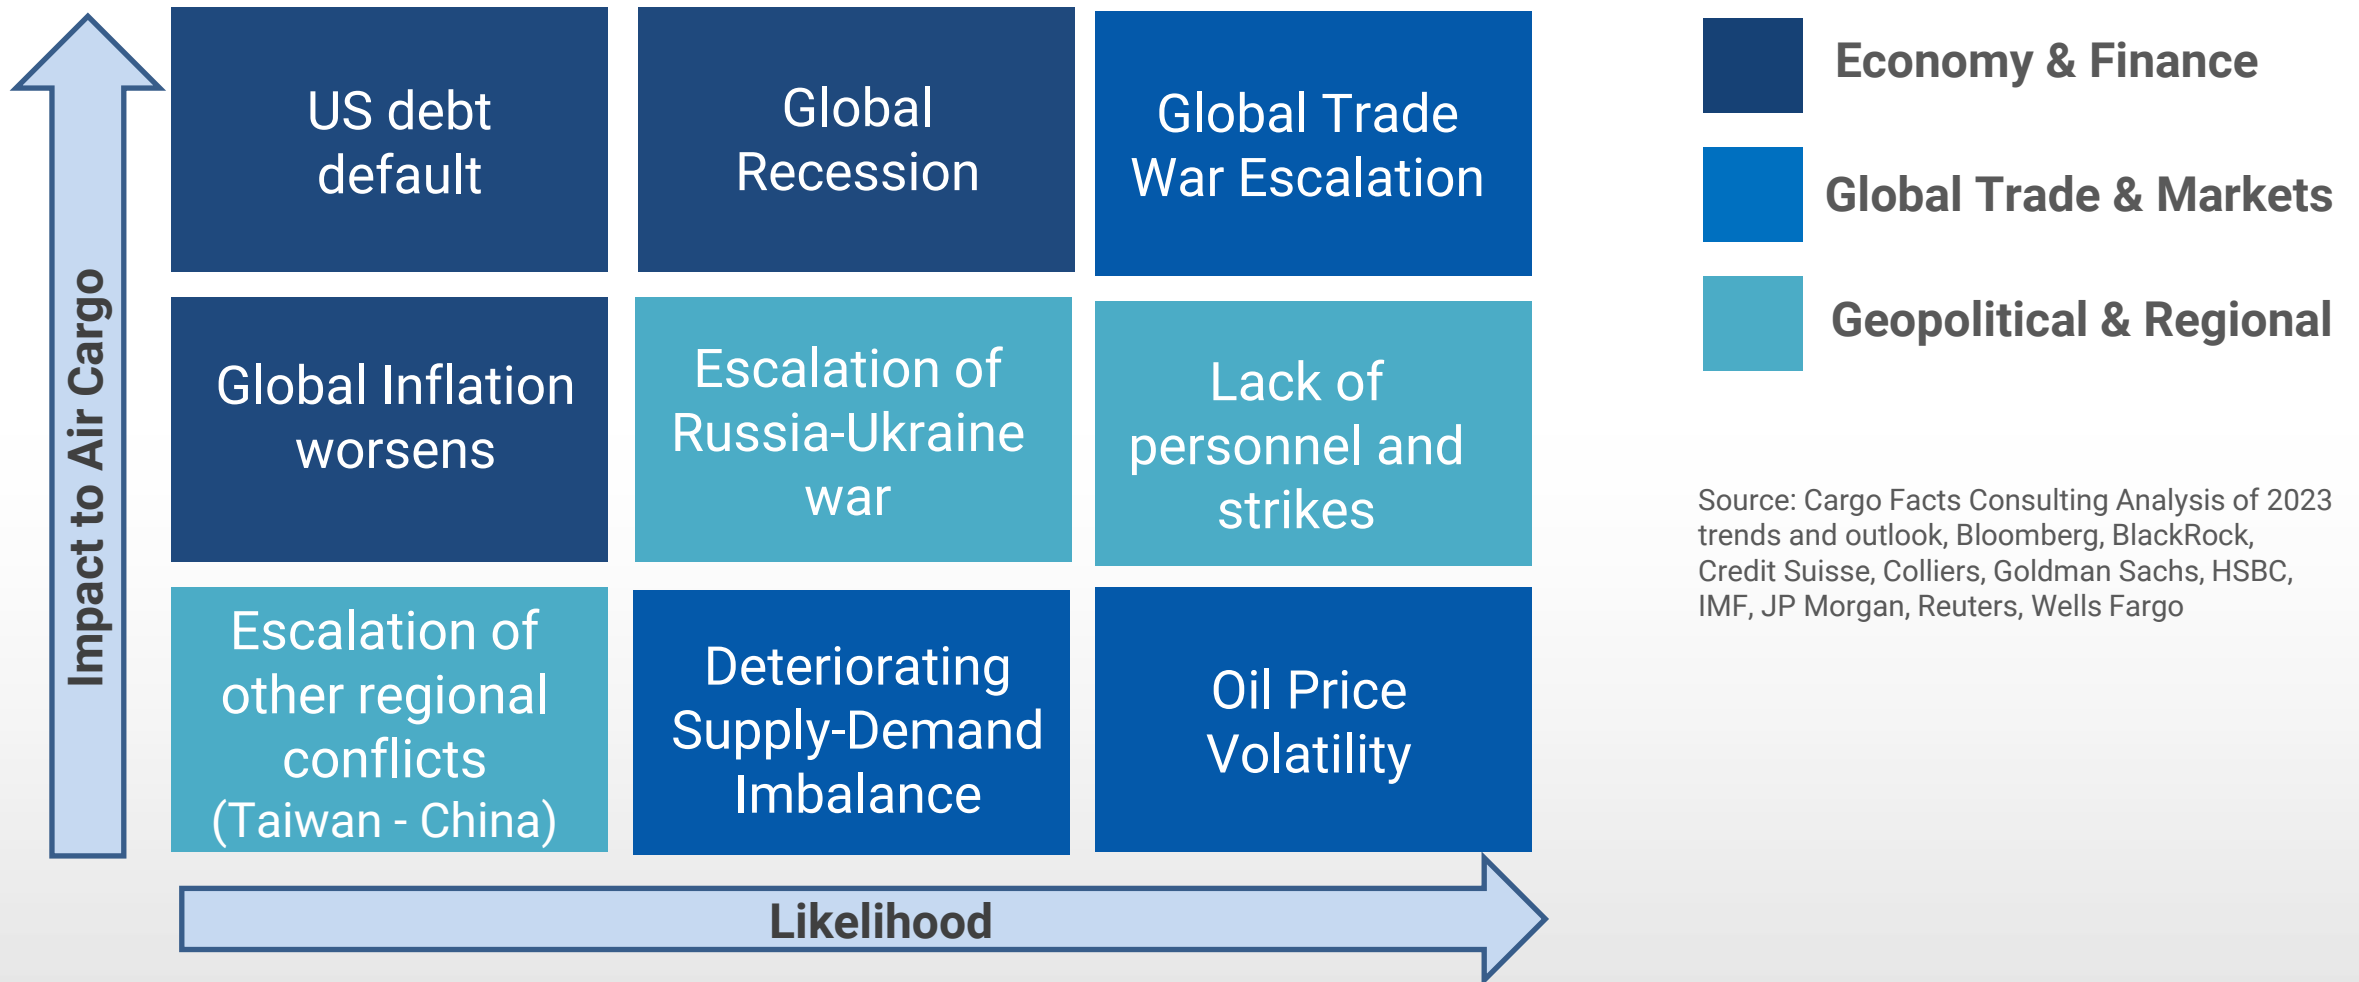 US debt
default
Global
Recession
Global Trade
War Escalation
Global Inflation
worsens
Escalation of
Russia-Ukraine
war
Lack of
personnel and
strikes
Escalation of
other regional
conflicts
(Taiwan - China)
Deteriorating
Supply-Demand
Imbalance
Oil Price
Volatility
Impact to Air Cargo
Likelihood
Economy & Finance
Global Trade & Markets
Geopolitical & Regional
Source: Cargo Facts Consulting Analysis of 2023
trends and outlook, Bloomberg, BlackRock,
Credit Suisse, Colliers, Goldman Sachs, HSBC,
IMF, JP Morgan, Reuters, Wells Fargo